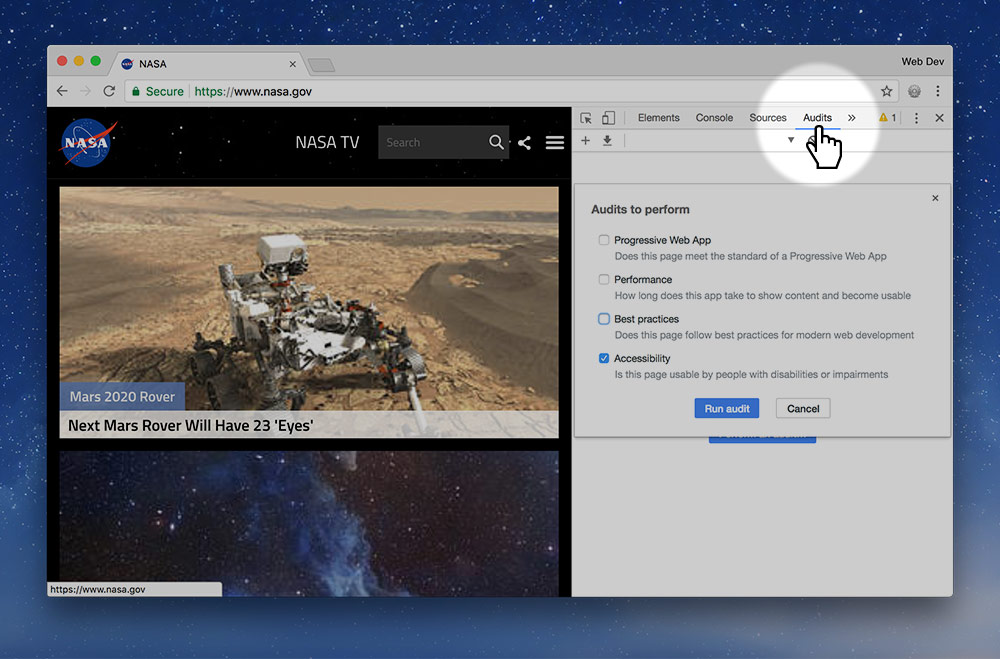 NASA
Web Dev
Secure https://www.nasa.gov
NASA
NASA TV
Search
Elements Console Sources Audits » 1
Audits to perform
Progressive Web App
Does this page meet the standard of a Progressive Web App
Performance
How long does this app take to show content and become usable
Best practices
Does this page follow best practices for modern web development
Accessibility
Is this page usable by people with disabilities or impairments
Run audit Cancel
Mars 2020 Rover
Next Mars Rover Will Have 23 'Eyes'
https://www.nasa.gov